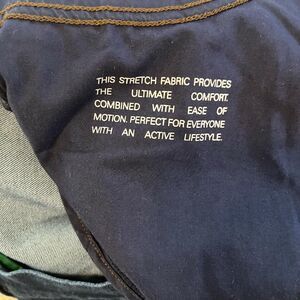 THIS STRETCH FABRIC PROVIDES
THE ULTIMATE COMFORT.
COMBINED WITH EASE OF
MOTION. PERFECT FOR EVERYONE
WITH AN ACTIVE LIFESTYLE.